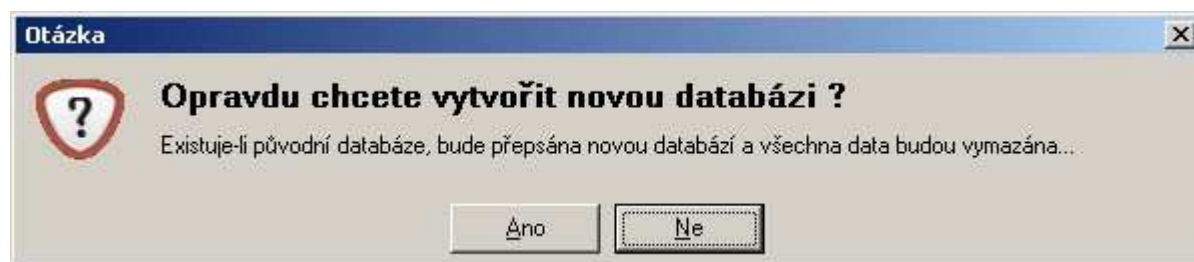 Otázka
Opravdu chcete vytvořit novou databázi ?
Existuje-li původní databáze, bude přepsána novou databází a všechna data budou vymazána...
Ano
Ne